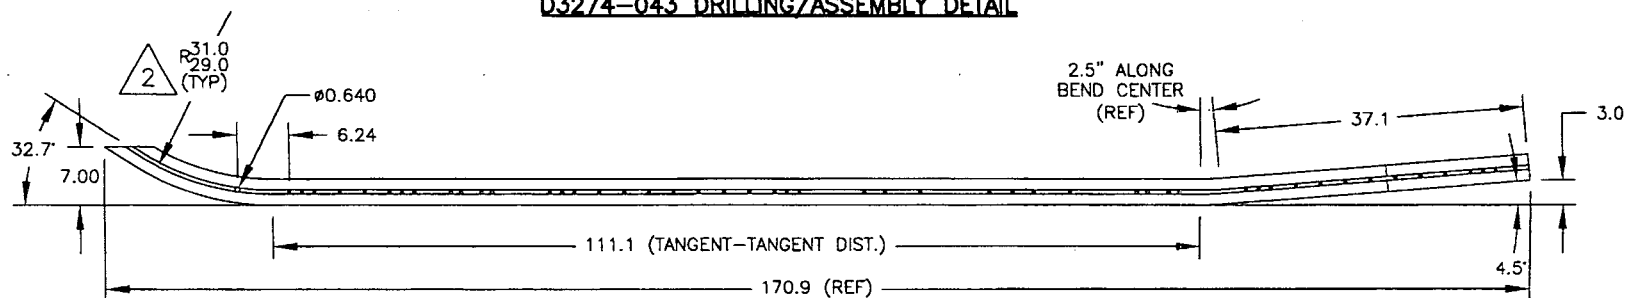 D3274-043 DRILLING/ASSEMBLY DETAIL
2
R31.0
29.0
(TYP)
ø0.640
6.24
2.5" ALONG
BEND CENTER
(REF)
37.1
3.0
32.7°
7.00
111.1 (TANGENT-TANGENT DIST.)
4.5°
170.9 (REF)